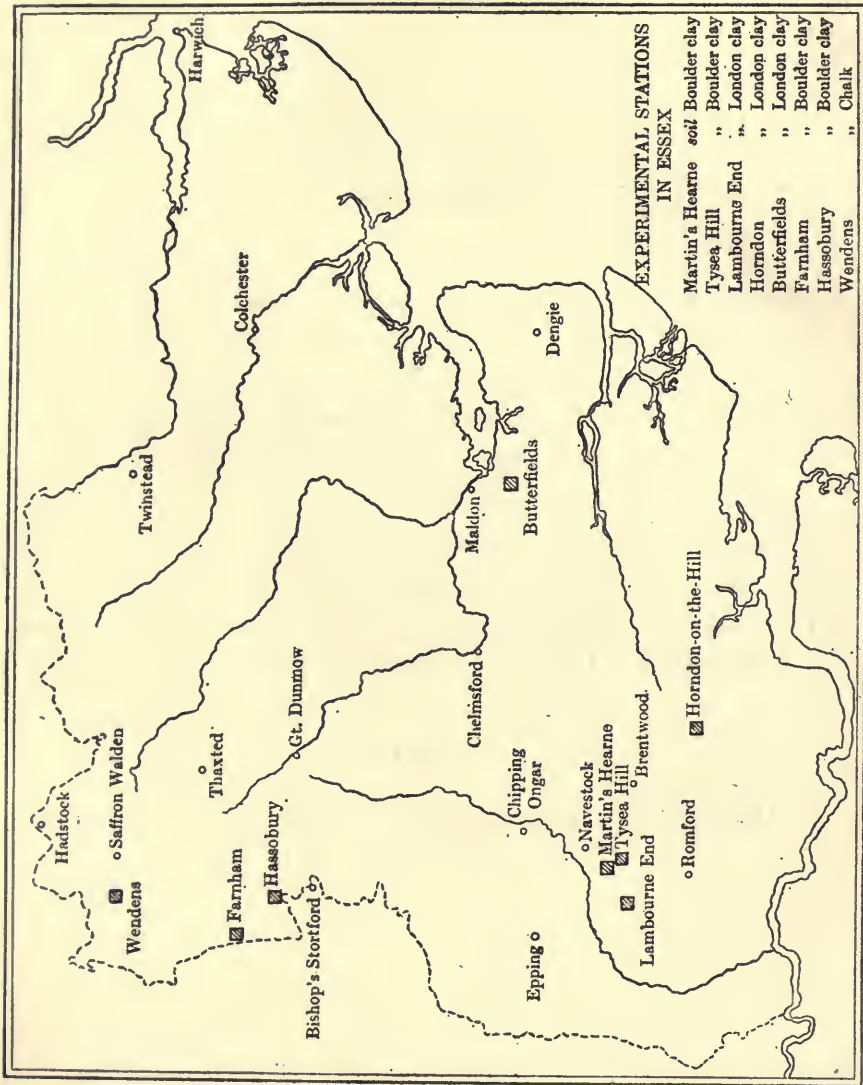 Hadstock
Saffron Walden
Wendens
Twinstead
Harwich
Thaxted
Farnham
Colchester
Hassobury
Gt. Dunmow
Bishop's Stortford
Maldon
Chelmsford
Chipping
Ongar
Epping
Butterfields
Dengie
Navestock
Martin's Hearne
Tysea Hill
Brentwood
Lambourne End
Romford
Horndon-on-the-Hill
EXPERIMENTAL STATIONS
IN ESSEX
Martin's Hearne soil Boulder clay
Tysea Hill „ Boulder clay
Lambourne End „ London clay
Horndon „ London clay
Butterfields „ London clay
Farnham „ Boulder clay
Hassobury „ Boulder clay
Wendens „ Chalk